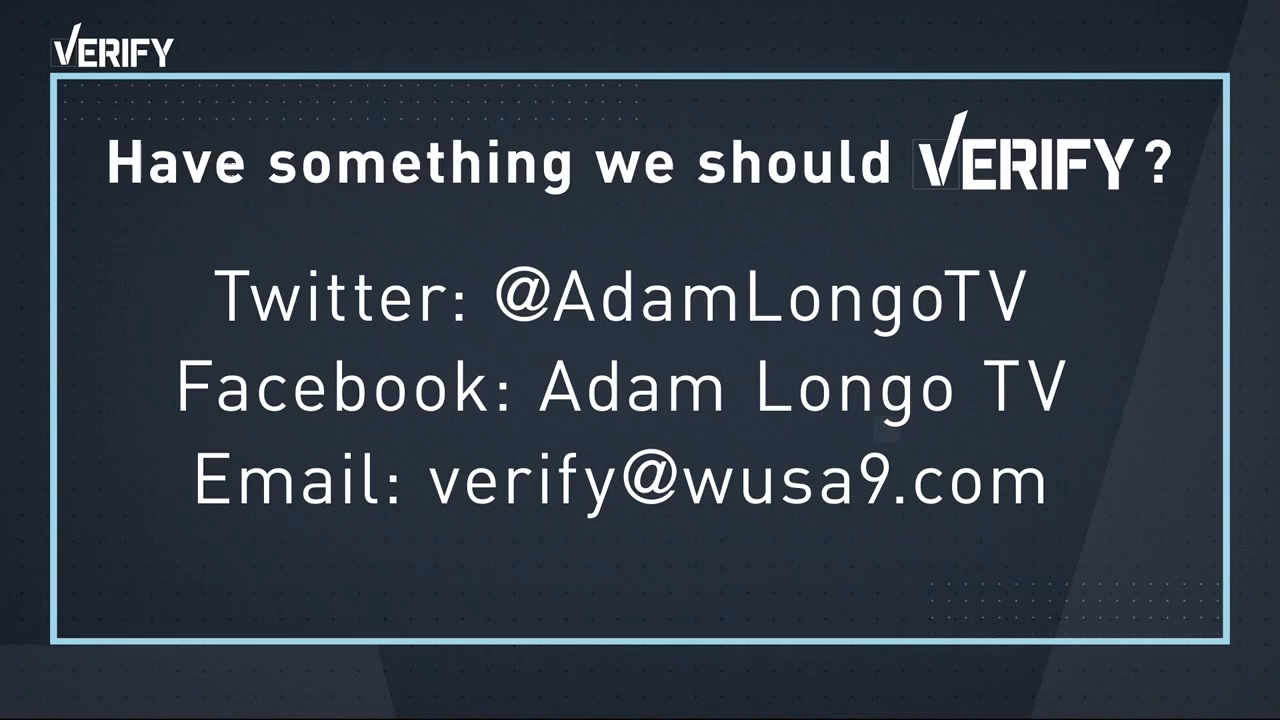 VERIFY
Have something we should VERIFY?
Twitter: @AdamLongoTV
Facebook: Adam Longo TV
Email: verify@wusa9.com